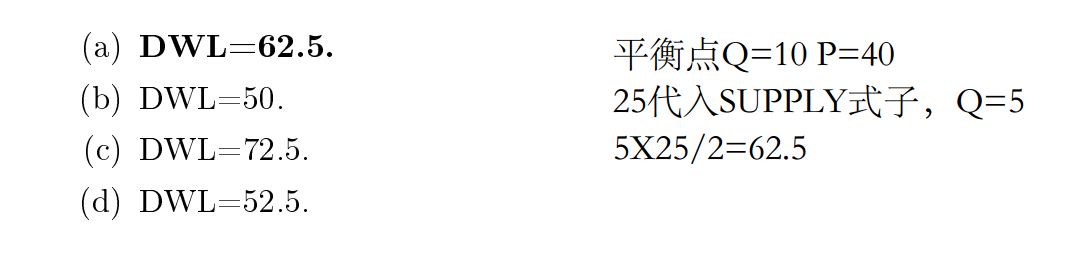 (a) DWL=62.5.
(b) DWL=50.
(c) DWL=72.5.
(d) DWL=52.5.
平衡点Q=10 P=40
25代入SUPPLY式子，Q=5
5X25/2=62.5